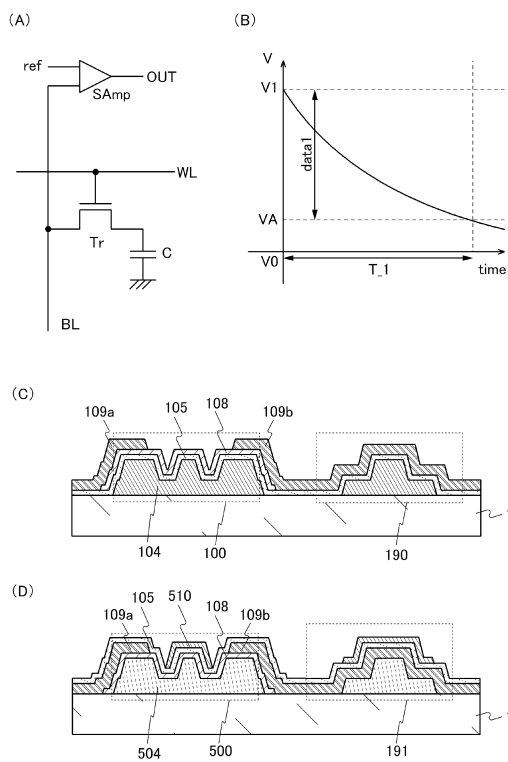 (A)
ref
OUT
SAmp
WL
Tr
C
BL
(B)
V
V1
data1
VA
V0
T_1
time
(C)
109a
105
108
109b
104
100
190
(D)
109a
105
510
108
109b
504
500
191